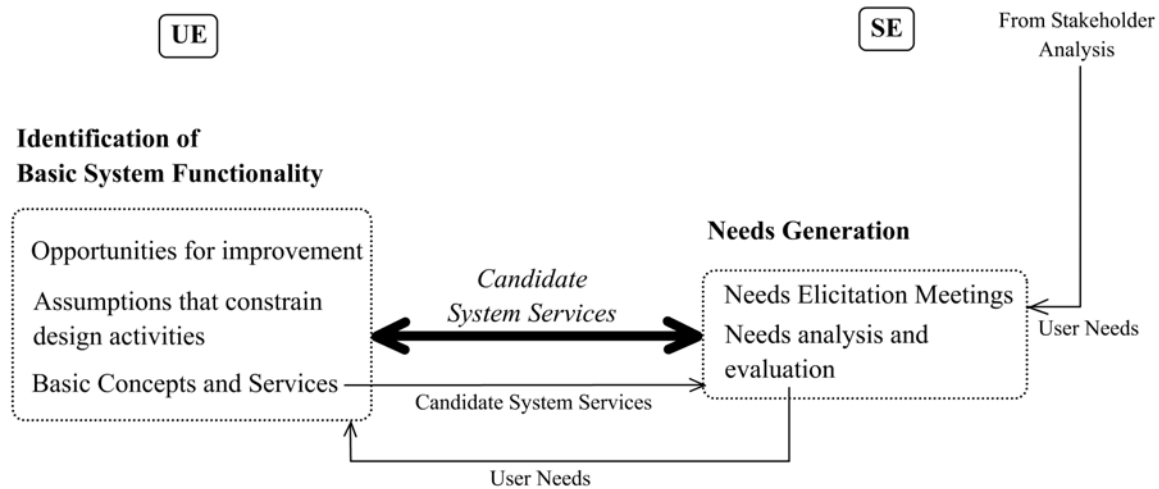 UE
SE
From Stakeholder
Analysis
Identification of
Basic System Functionality
Opportunities for improvement
Assumptions that constrain
design activities
Basic Concepts and Services
Candidate
System Services
Needs Generation
Needs Elicitation Meetings
Needs analysis and
evaluation
User Needs
Candidate System Services
User Needs